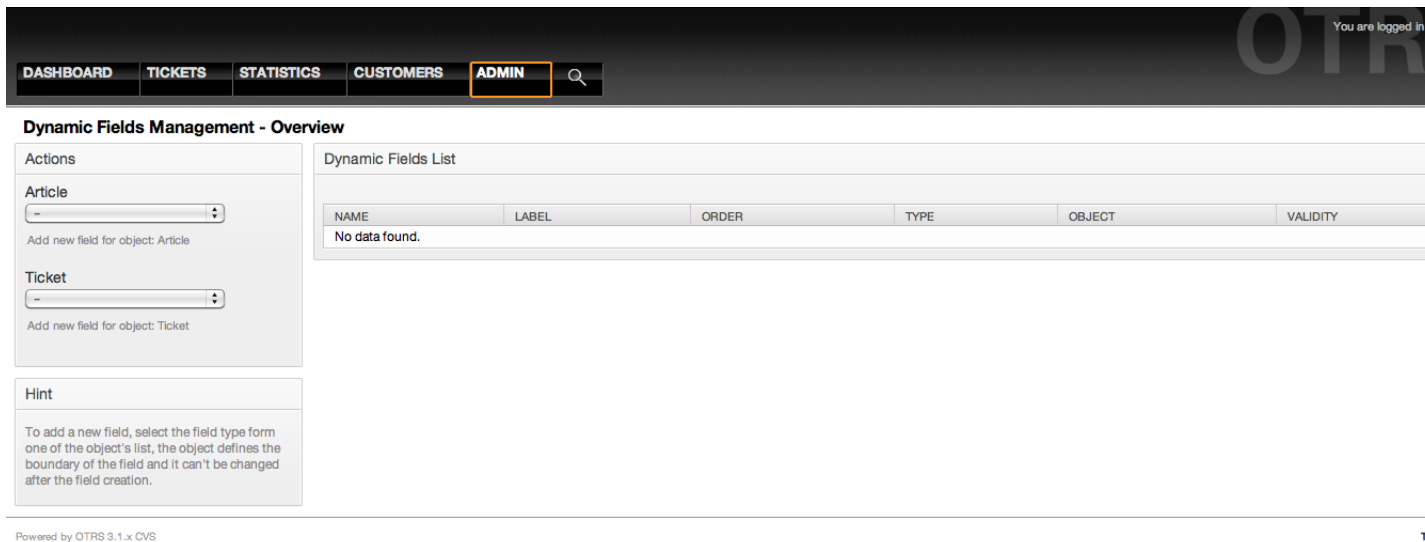 You are logged in
DASHBOARD TICKETS STATISTICS CUSTOMERS ADMIN
Dynamic Fields Management - Overview
Actions
Article
-
Add new field for object: Article
Ticket
-
Add new field for object: Ticket
Hint
To add a new field, select the field type form
one of the object's list, the object defines the
boundary of the field and it can't be changed
after the field creation.
Dynamic Fields List
NAME LABEL ORDER TYPE OBJECT VALIDITY
No data found.
Powered by OTRS 3.1.x CVS